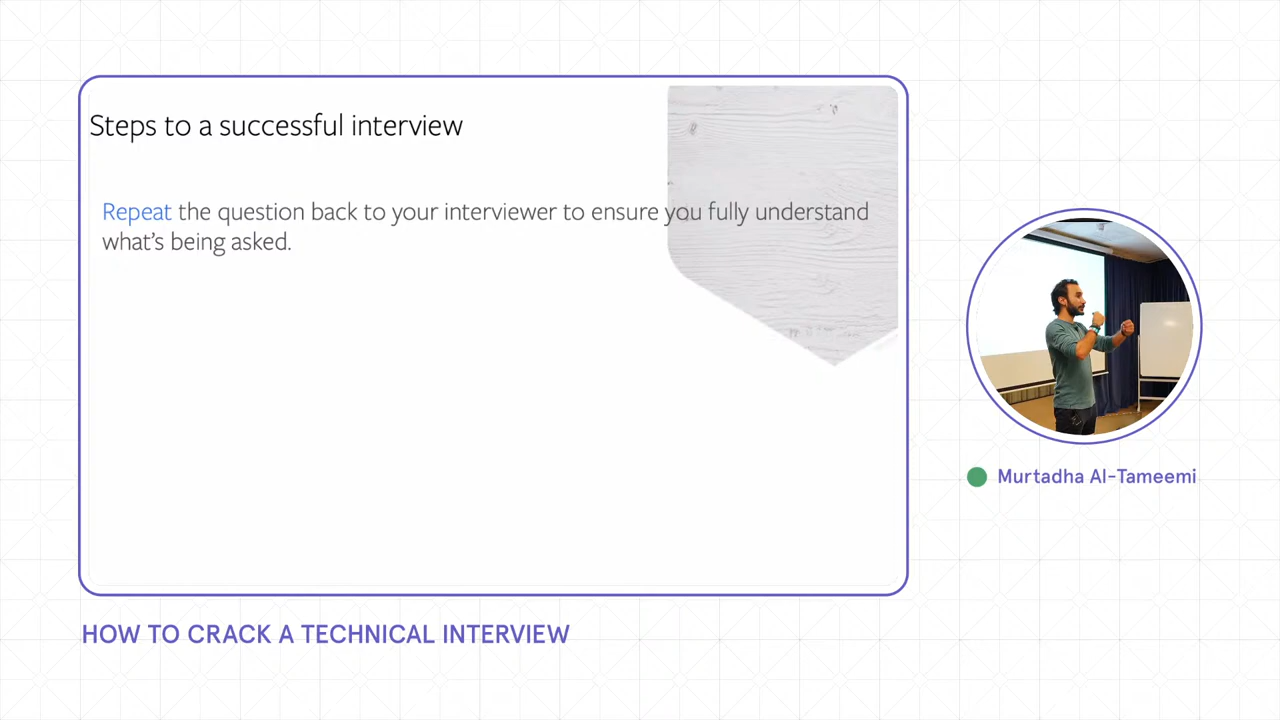 Steps to a successful interview
Repeat the question back to your interviewer to ensure you fully understand
what's being asked.
Murtadha Al-Tameemi
HOW TO CRACK A TECHNICAL INTERVIEW